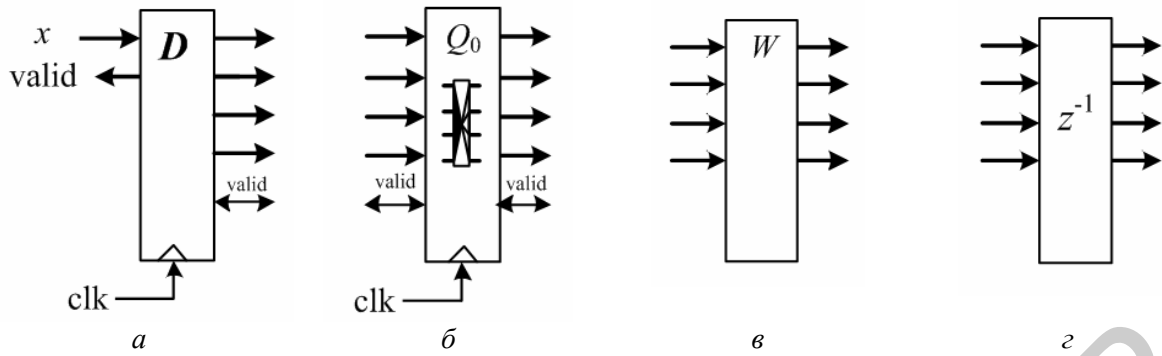 x
D
valid
valid
clk
а
Q₀
valid
valid
clk
б
W
в
z⁻¹
г